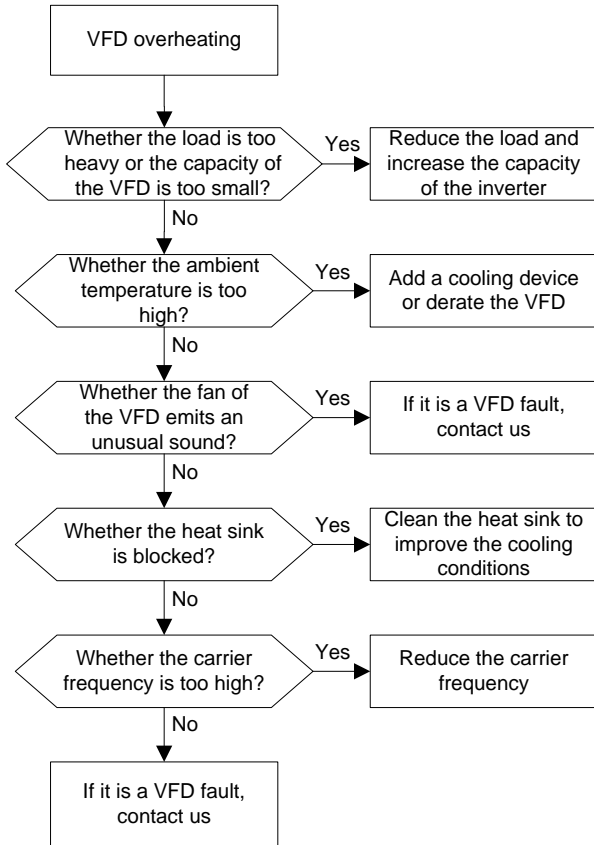 VFD overheating
Whether the load is too
heavy or the capacity of
the VFD is too small?
Yes
Reduce the load and
increase the capacity
of the inverter
No
Whether the ambient
temperature is too
high?
Yes
Add a cooling device
or derate the VFD
No
Whether the fan of
the VFD emits an
unusual sound?
Yes
If it is a VFD fault,
contact us
No
Whether the heat sink
is blocked?
Yes
Clean the heat sink to
improve the cooling
conditions
No
Whether the carrier
frequency is too high?
Yes
Reduce the carrier
frequency
No
If it is a VFD fault,
contact us